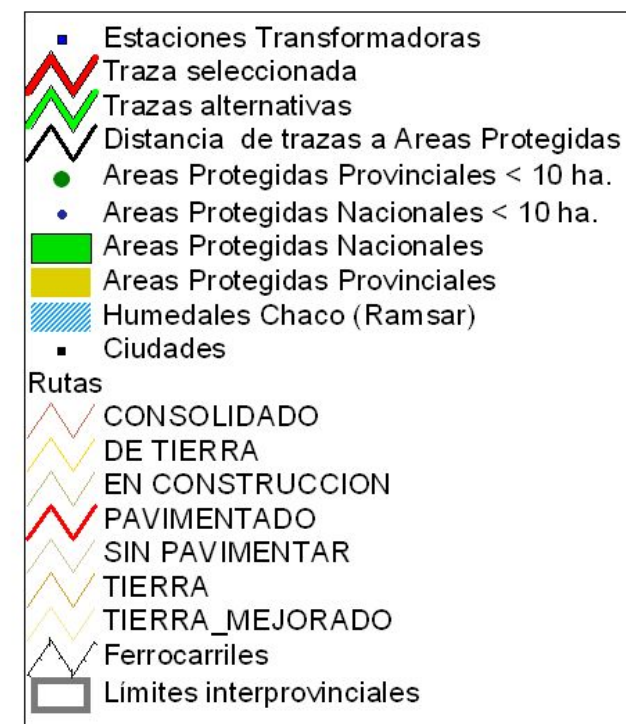 Estaciones Transformadoras
Traza seleccionada
Trazas alternativas
Distancia de trazas a Areas Protegidas
Areas Protegidas Provinciales < 10 ha.
Areas Protegidas Nacionales < 10 ha.
Areas Protegidas Nacionales
Areas Protegidas Provinciales
Humedales Chaco (Ramsar)
Ciudades
Rutas
CONSOLIDADO
DE TIERRA
EN CONSTRUCCION
PAVIMENTADO
SIN PAVIMENTAR
TIERRA
TIERRA_MEJORADO
Ferrocarriles
Límites interprovinciales